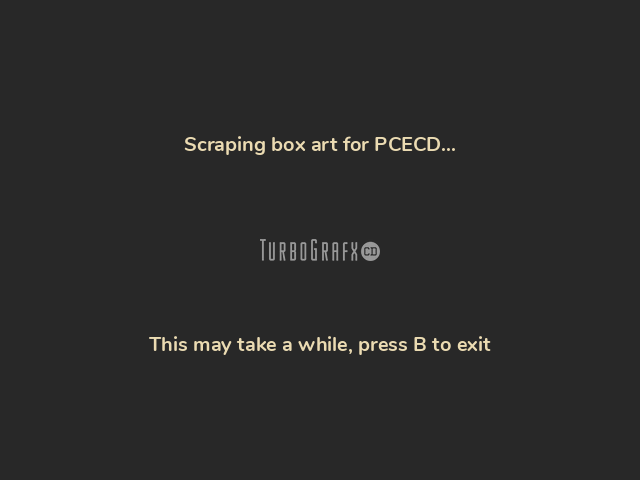 Scraping box art for PCECD...
TURBOGRAFX CD
This may take a while, press B to exit